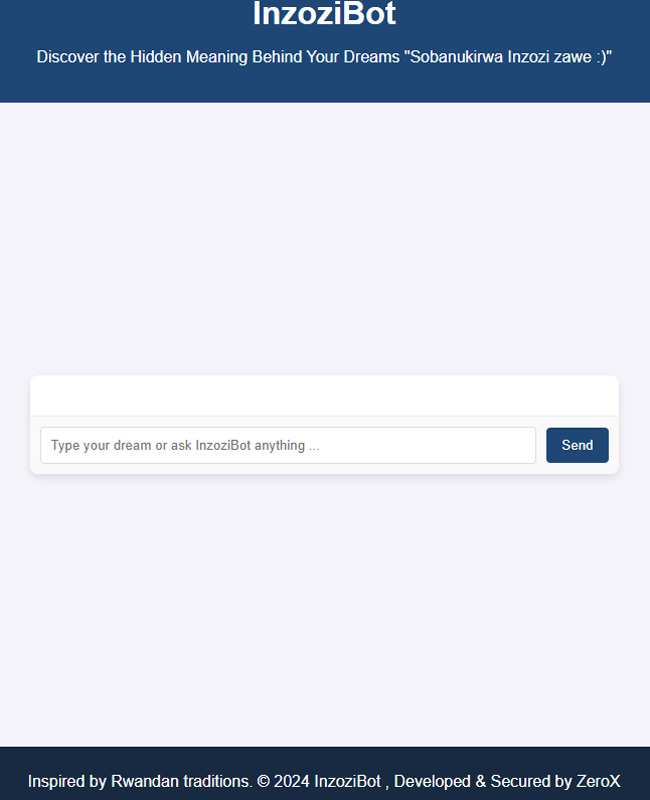 InzoziBot
Discover the Hidden Meaning Behind Your Dreams "Sobanukirwa Inzozi zawe :)"
Type your dream or ask InzoziBot anything ...
Send
Inspired by Rwandan traditions. © 2024 InzoziBot , Developed & Secured by ZeroX